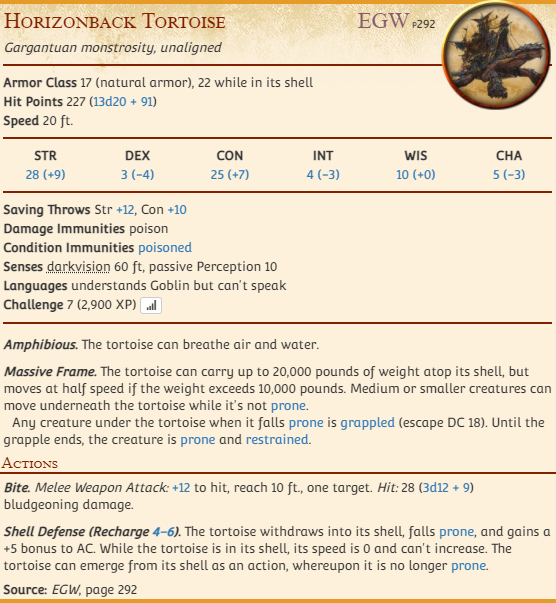 Horizonback Tortoise EGW p292
Gargantuan monstrosity, unaligned
Armor Class 17 (natural armor), 22 while in its shell
Hit Points 227 (13d20 + 91)
Speed 20 ft.
STR DEX CON INT WIS CHA
28 (+9) 3 (−4) 25 (+7) 4 (−3) 10 (+0) 5 (−3)
Saving Throws Str +12, Con +10
Damage Immunities poison
Condition Immunities poisoned
Senses darkvision 60 ft, passive Perception 10
Languages understands Goblin but can't speak
Challenge 7 (2,900 XP)
Amphibious. The tortoise can breathe air and water.
Massive Frame. The tortoise can carry up to 20,000 pounds of weight atop its shell, but
moves at half speed if the weight exceeds 10,000 pounds. Medium or smaller creatures can
move underneath the tortoise while it's not prone.
Any creature under the tortoise when it falls prone is grappled (escape DC 18). Until the
grapple ends, the creature is prone and restrained.
Actions
Bite. Melee Weapon Attack: +12 to hit, reach 10 ft., one target. Hit: 28 (3d12 + 9)
bludgeoning damage.
Shell Defense (Recharge 4–6). The tortoise withdraws into its shell, falls prone, and gains a
+5 bonus to AC. While the tortoise is in its shell, its speed is 0 and can't increase. The
tortoise can emerge from its shell as an action, whereupon it is no longer prone.
Source: EGW, page 292